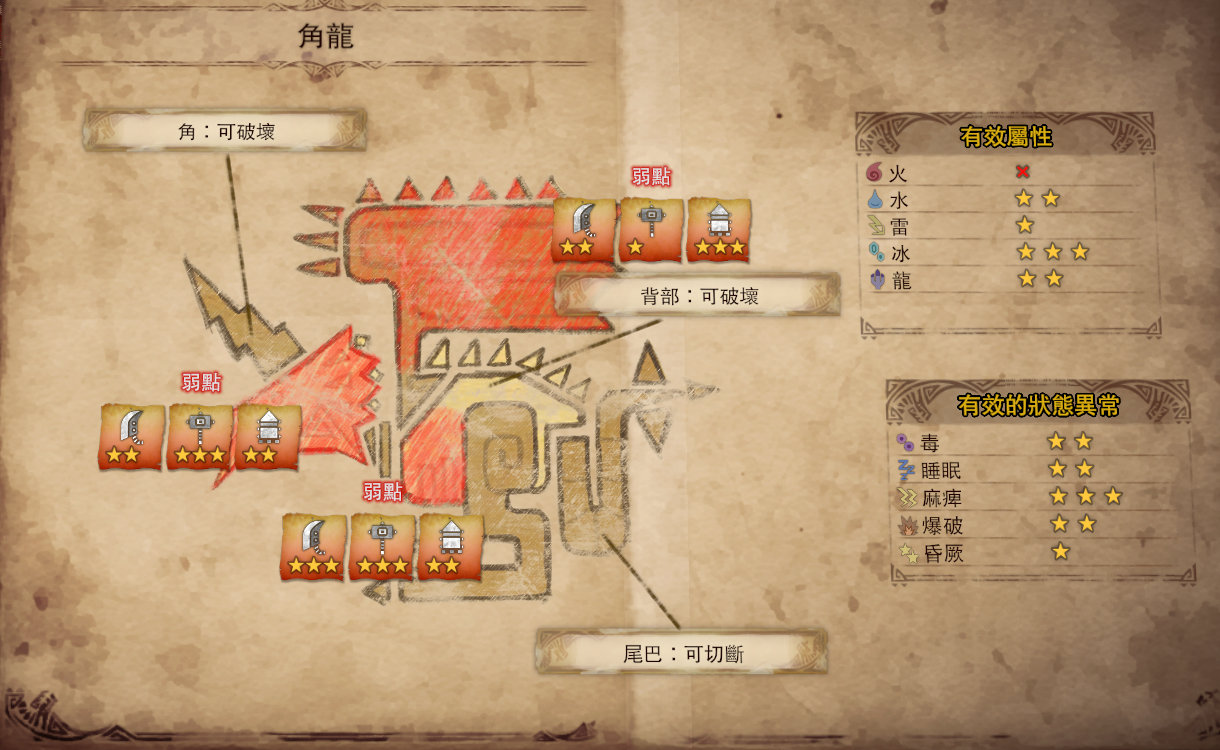 角龍
角：可破壞
弱點
背部：可破壞
弱點
弱點
尾巴：可切斷
有效屬性
火
水
雷
冰
龍
有效的狀態異常
毒
睡眠
麻痺
爆破
昏厥